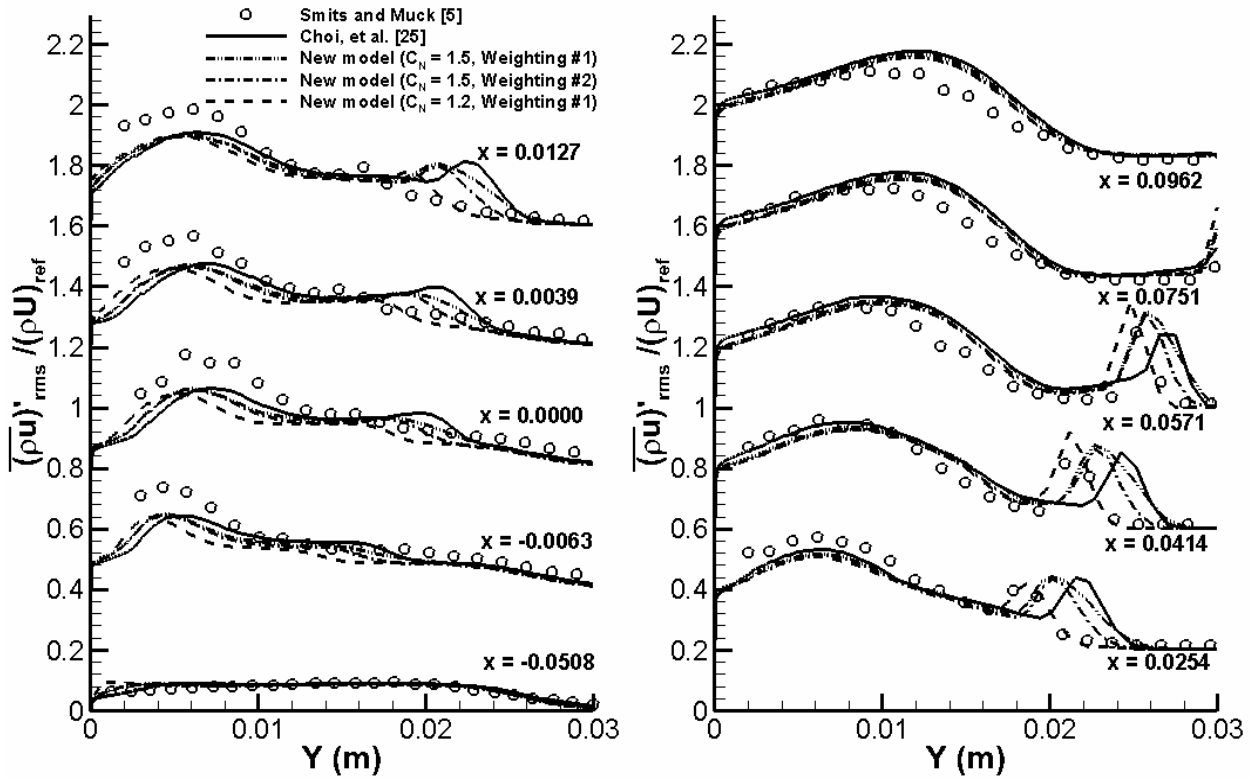 Smits and Muck [5]
Choi, et al. [25]
New model (C_N = 1.5, Weighting #1)
New model (C_N = 1.5, Weighting #2)
New model (C_N = 1.2, Weighting #1)
(ρu)'rms /(ρU)ref
2.2
2
1.8
1.6
1.4
1.2
1
0.8
0.6
0.4
0.2
0
x = 0.0127
x = 0.0039
x = 0.0000
x = -0.0063
x = -0.0508
0 0.01 0.02 0.03
Y (m)
(ρu)'rms /(ρU)ref
2.2
2
1.8
1.6
1.4
1.2
1
0.8
0.6
0.4
0.2
0
x = 0.0962
x = 0.0751
x = 0.0571
x = 0.0414
x = 0.0254
0 0.01 0.02 0.03
Y (m)